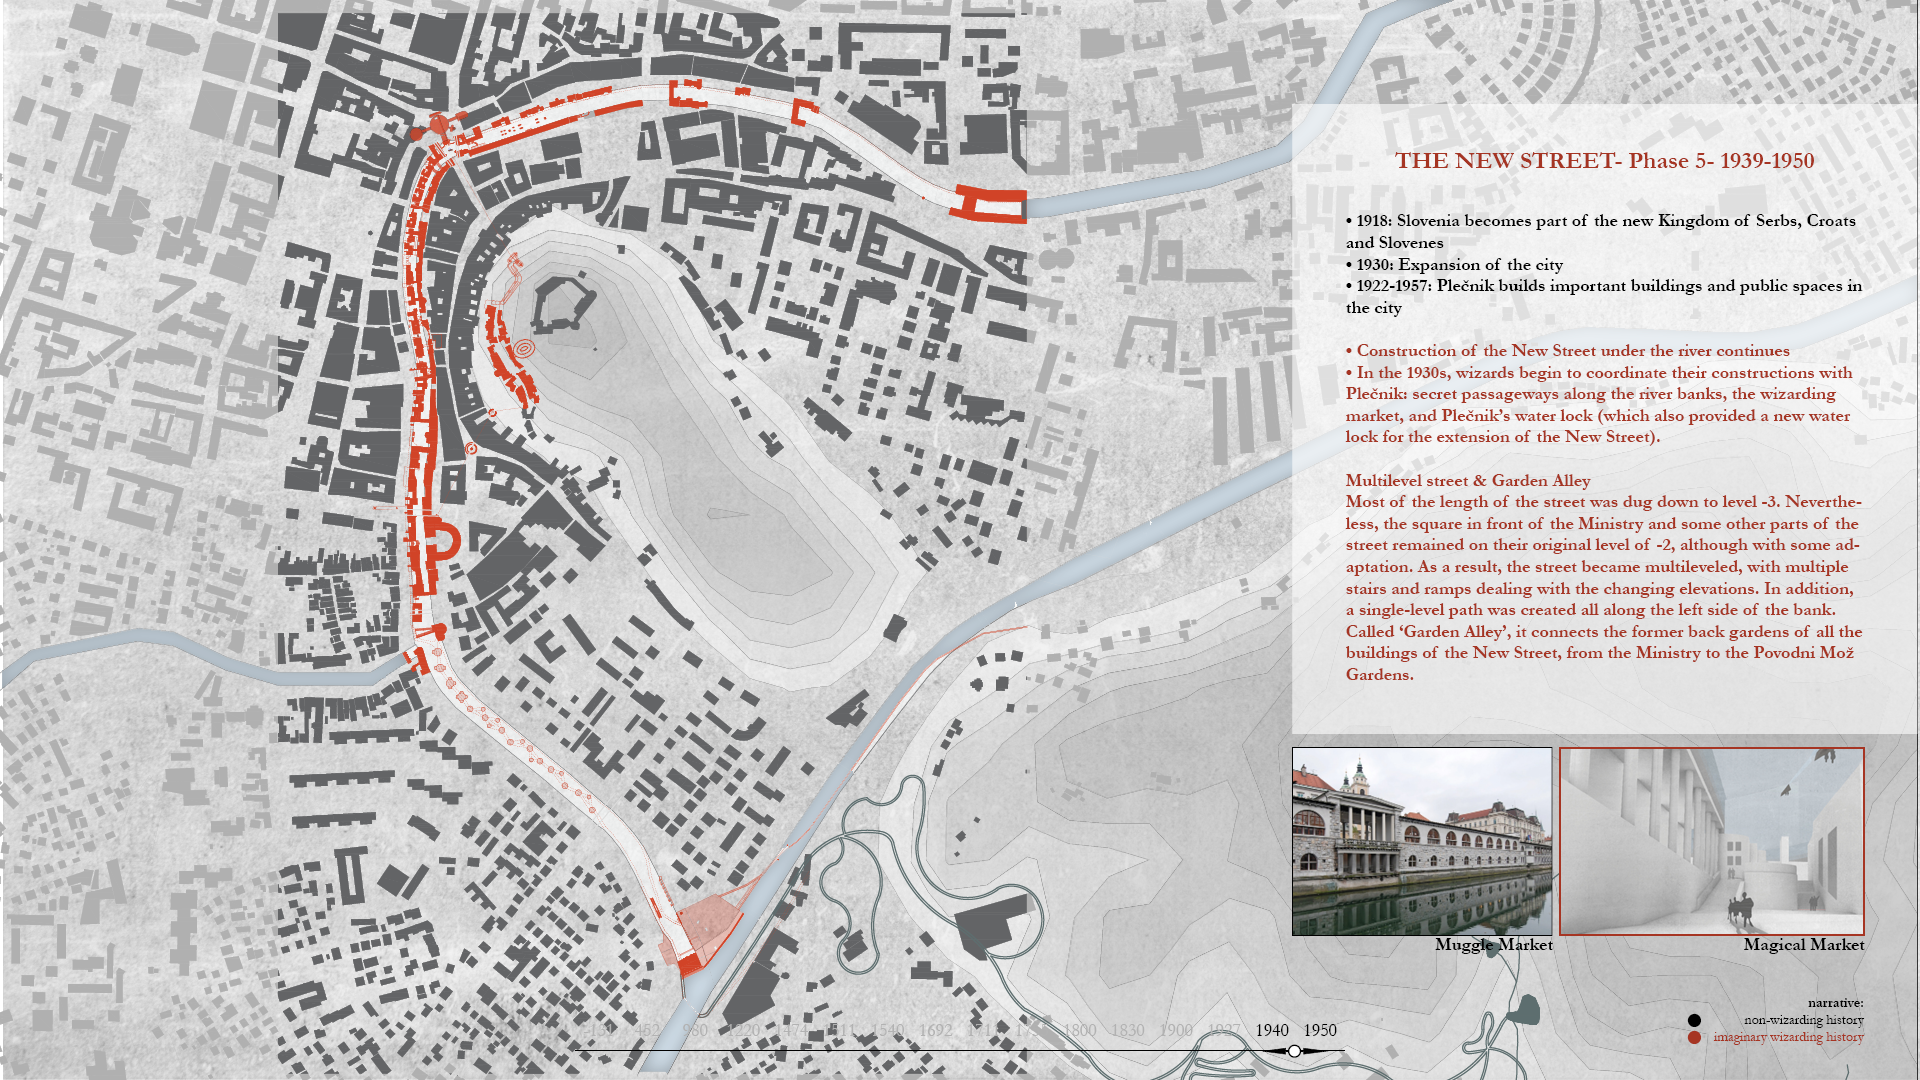 THE NEW STREET- Phase 5- 1939-1950
• 1918: Slovenia becomes part of the new Kingdom of Serbs, Croats
and Slovenes
• 1930: Expansion of the city
• 1922-1957: Plečnik builds important buildings and public spaces in
the city
• Construction of the New Street under the river continues
• In the 1930s, wizards begin to coordinate their constructions with
Plečnik: secret passageways along the river banks, the wizarding
market, and Plečnik's water lock (which also provided a new water
lock for the extension of the New Street).
Multilevel street & Garden Alley
Most of the length of the street was dug down to level -3. Neverthe-
less, the square in front of the Ministry and some other parts of the
street remained on their original level of -2, although with some ad-
aptation. As a result, the street became multileveled, with multiple
stairs and ramps dealing with the changing elevations. In addition,
a single-level path was created all along the left side of the bank.
Called ‘Garden Alley’, it connects the former back gardens of all the
buildings of the New Street, from the Ministry to the Povodni Mož
Gardens.
Muggle Market
Magical Market
narrative:
non-wizarding history
imaginary wizarding history
452 980 1220 1474 1511 1540 1692 1800 1830 1900 1927 1940 1950